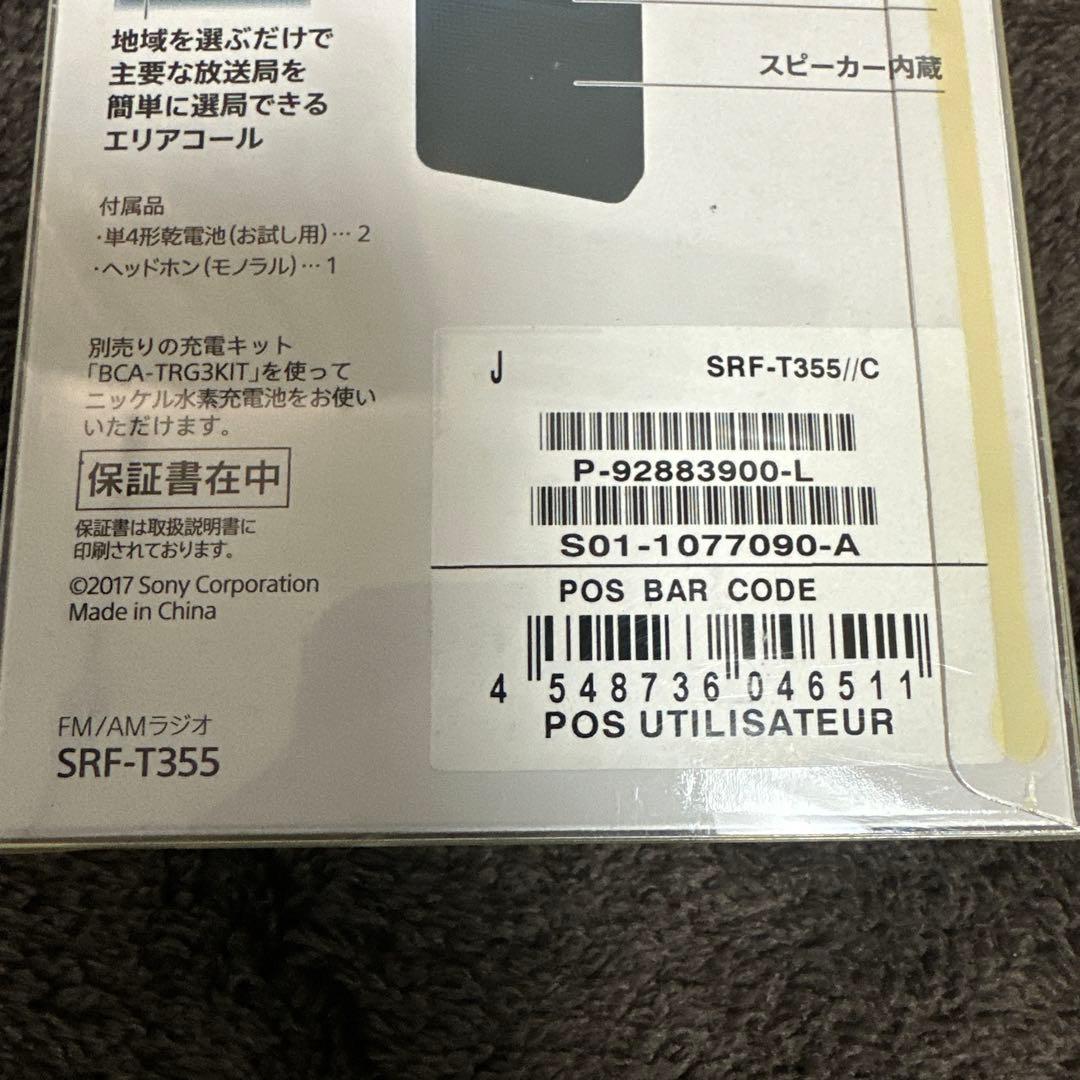 地域を選ぶだけで
主要な放送局を
簡単に選局できる
エリアコール
スピーカー内蔵
付属品
・単4形乾電池(お試し用)…2
・ヘッドホン(モノラル)…1
別売りの充電キット
「BCA-TRG3KIT」を使って
ニッケル水素充電池をお使い
いただけます。
保証書在中
保証書は取扱説明書に
印刷されております。
©2017 Sony Corporation
Made in China
FM/AMラジオ
SRF-T355
J SRF-T355//C
P-92883900-L
S01-1077090-A
POS BAR CODE
4 548736 046511
POS UTILISATEUR